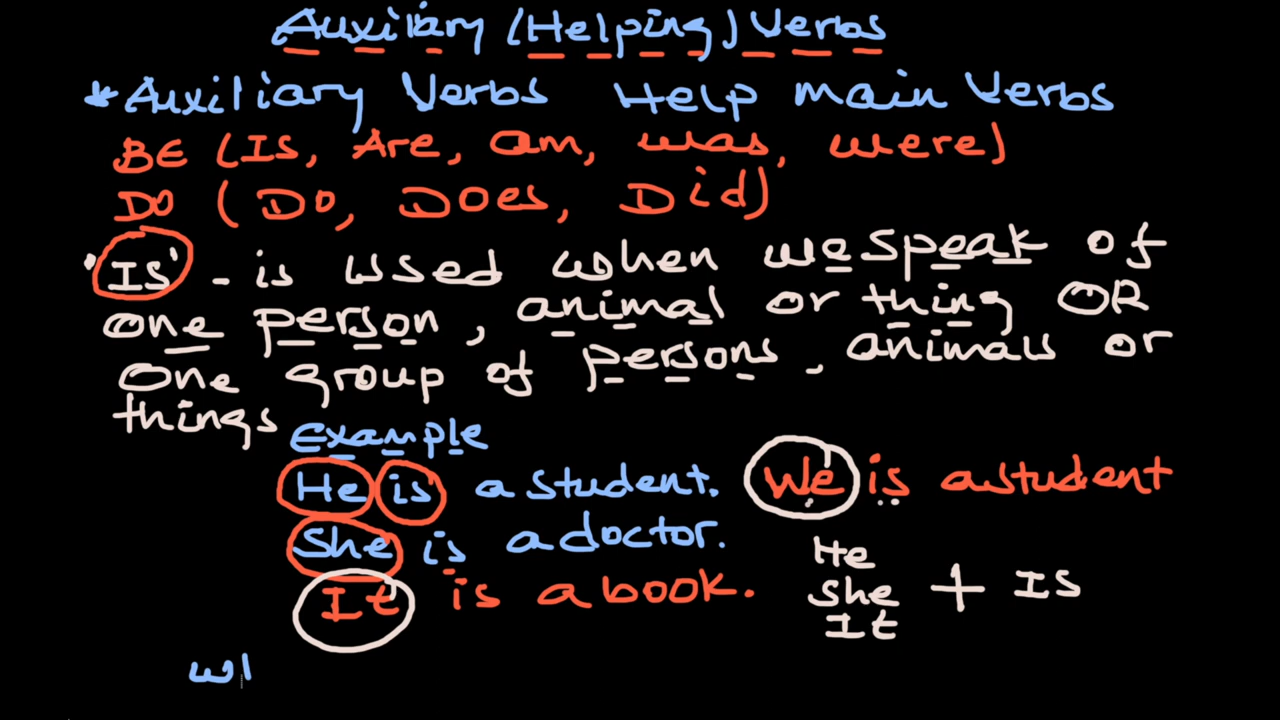 Auxiliary (Helping) Verbs
* Auxiliary Verbs Help main Verbs
BE (Is, Are, am, was, were)
DO (Do, Does, Did)
'Is' - is used when we speak of
one person, animal or thing OR
One group of persons, animals or
things
Example
He is a student. We is a student
She is a doctor.
He
It is a book. She + Is
It